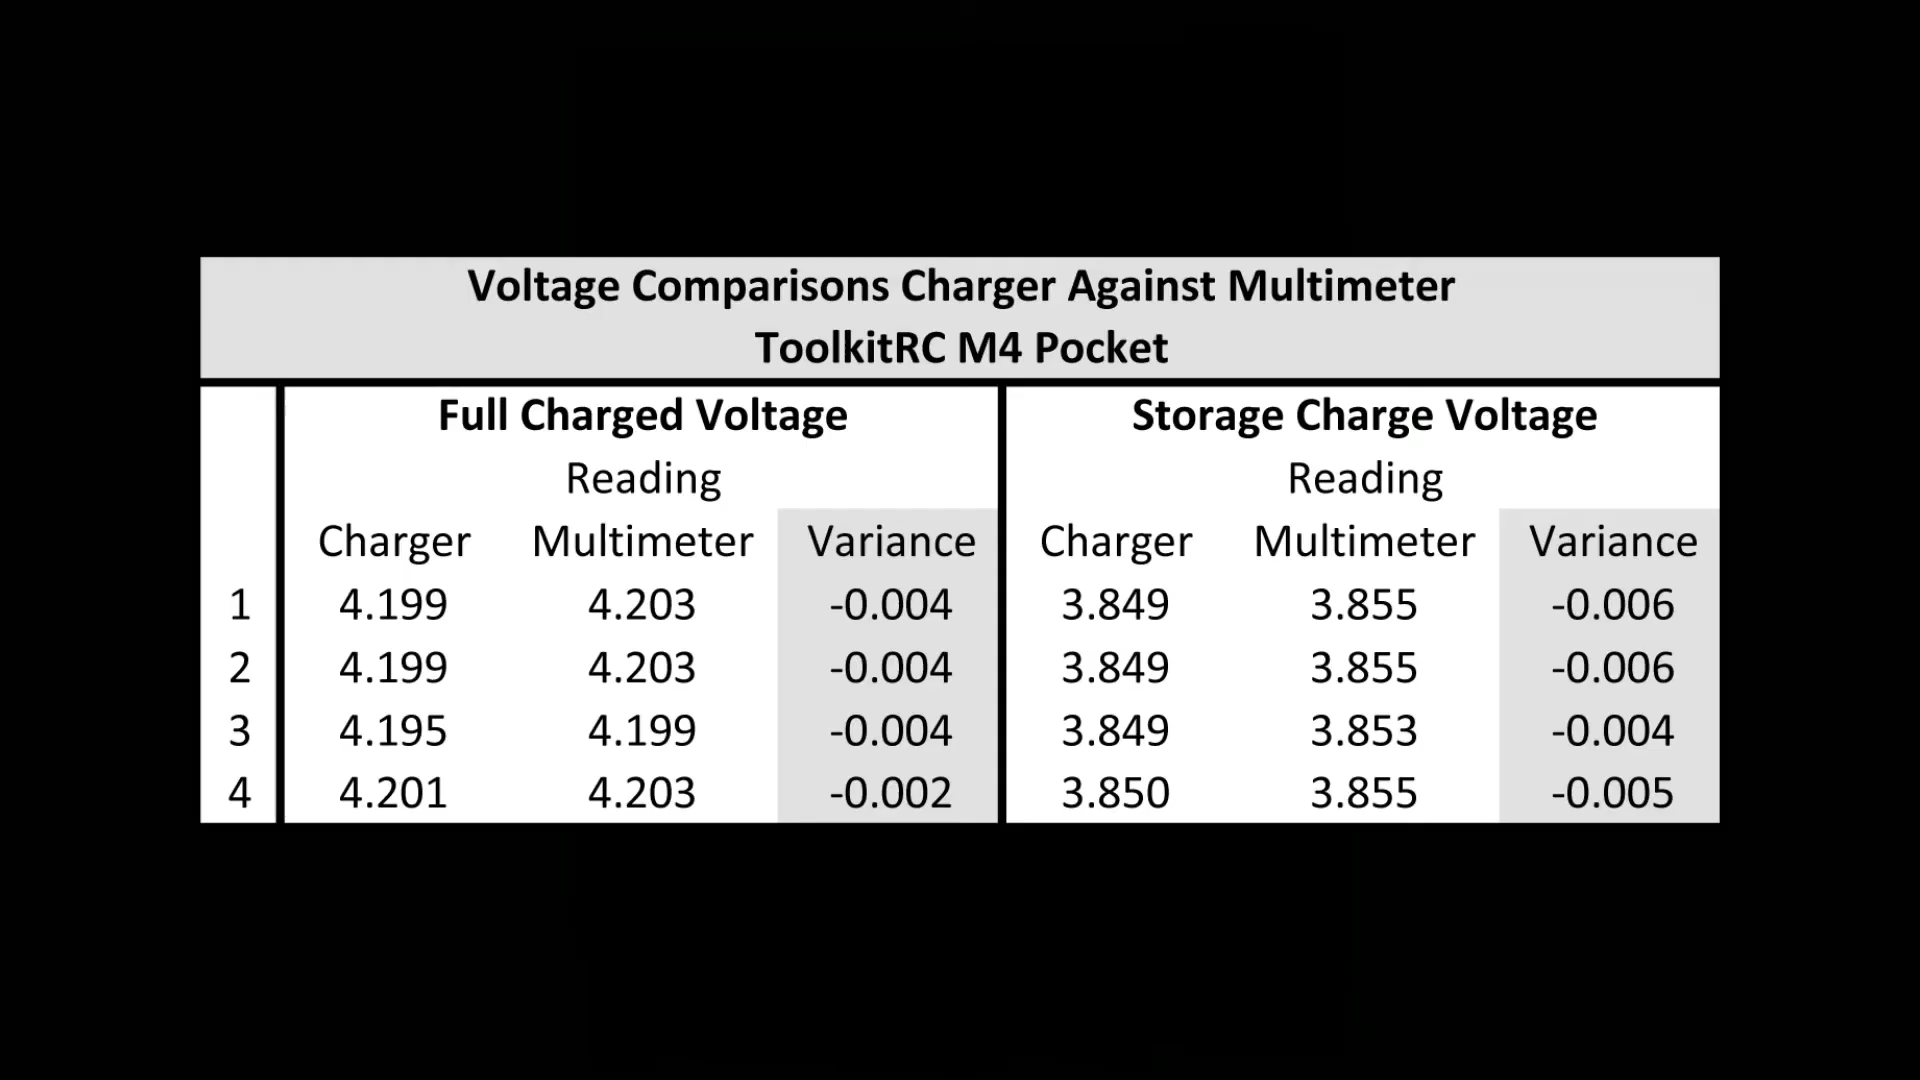 Voltage Comparisons Charger Against Multimeter
ToolkitRC M4 Pocket
Full Charged Voltage Storage Charge Voltage
Reading Reading
Charger Multimeter Variance Charger Multimeter Variance
1 4.199 4.203 -0.004 3.849 3.855 -0.006
2 4.199 4.203 -0.004 3.849 3.855 -0.006
3 4.195 4.199 -0.004 3.849 3.853 -0.004
4 4.201 4.203 -0.002 3.850 3.855 -0.005